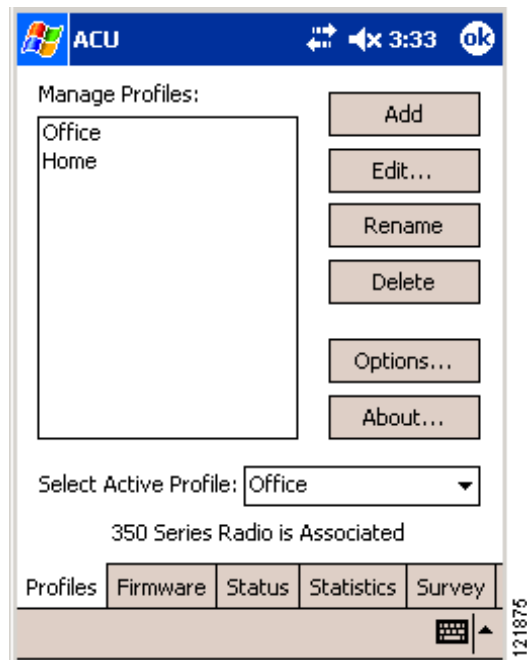 ACU 3:33 ok
Manage Profiles:
Office
Home
Add
Edit...
Rename
Delete
Options...
About...
Select Active Profile: Office
350 Series Radio is Associated
Profiles Firmware Status Statistics Survey
121875